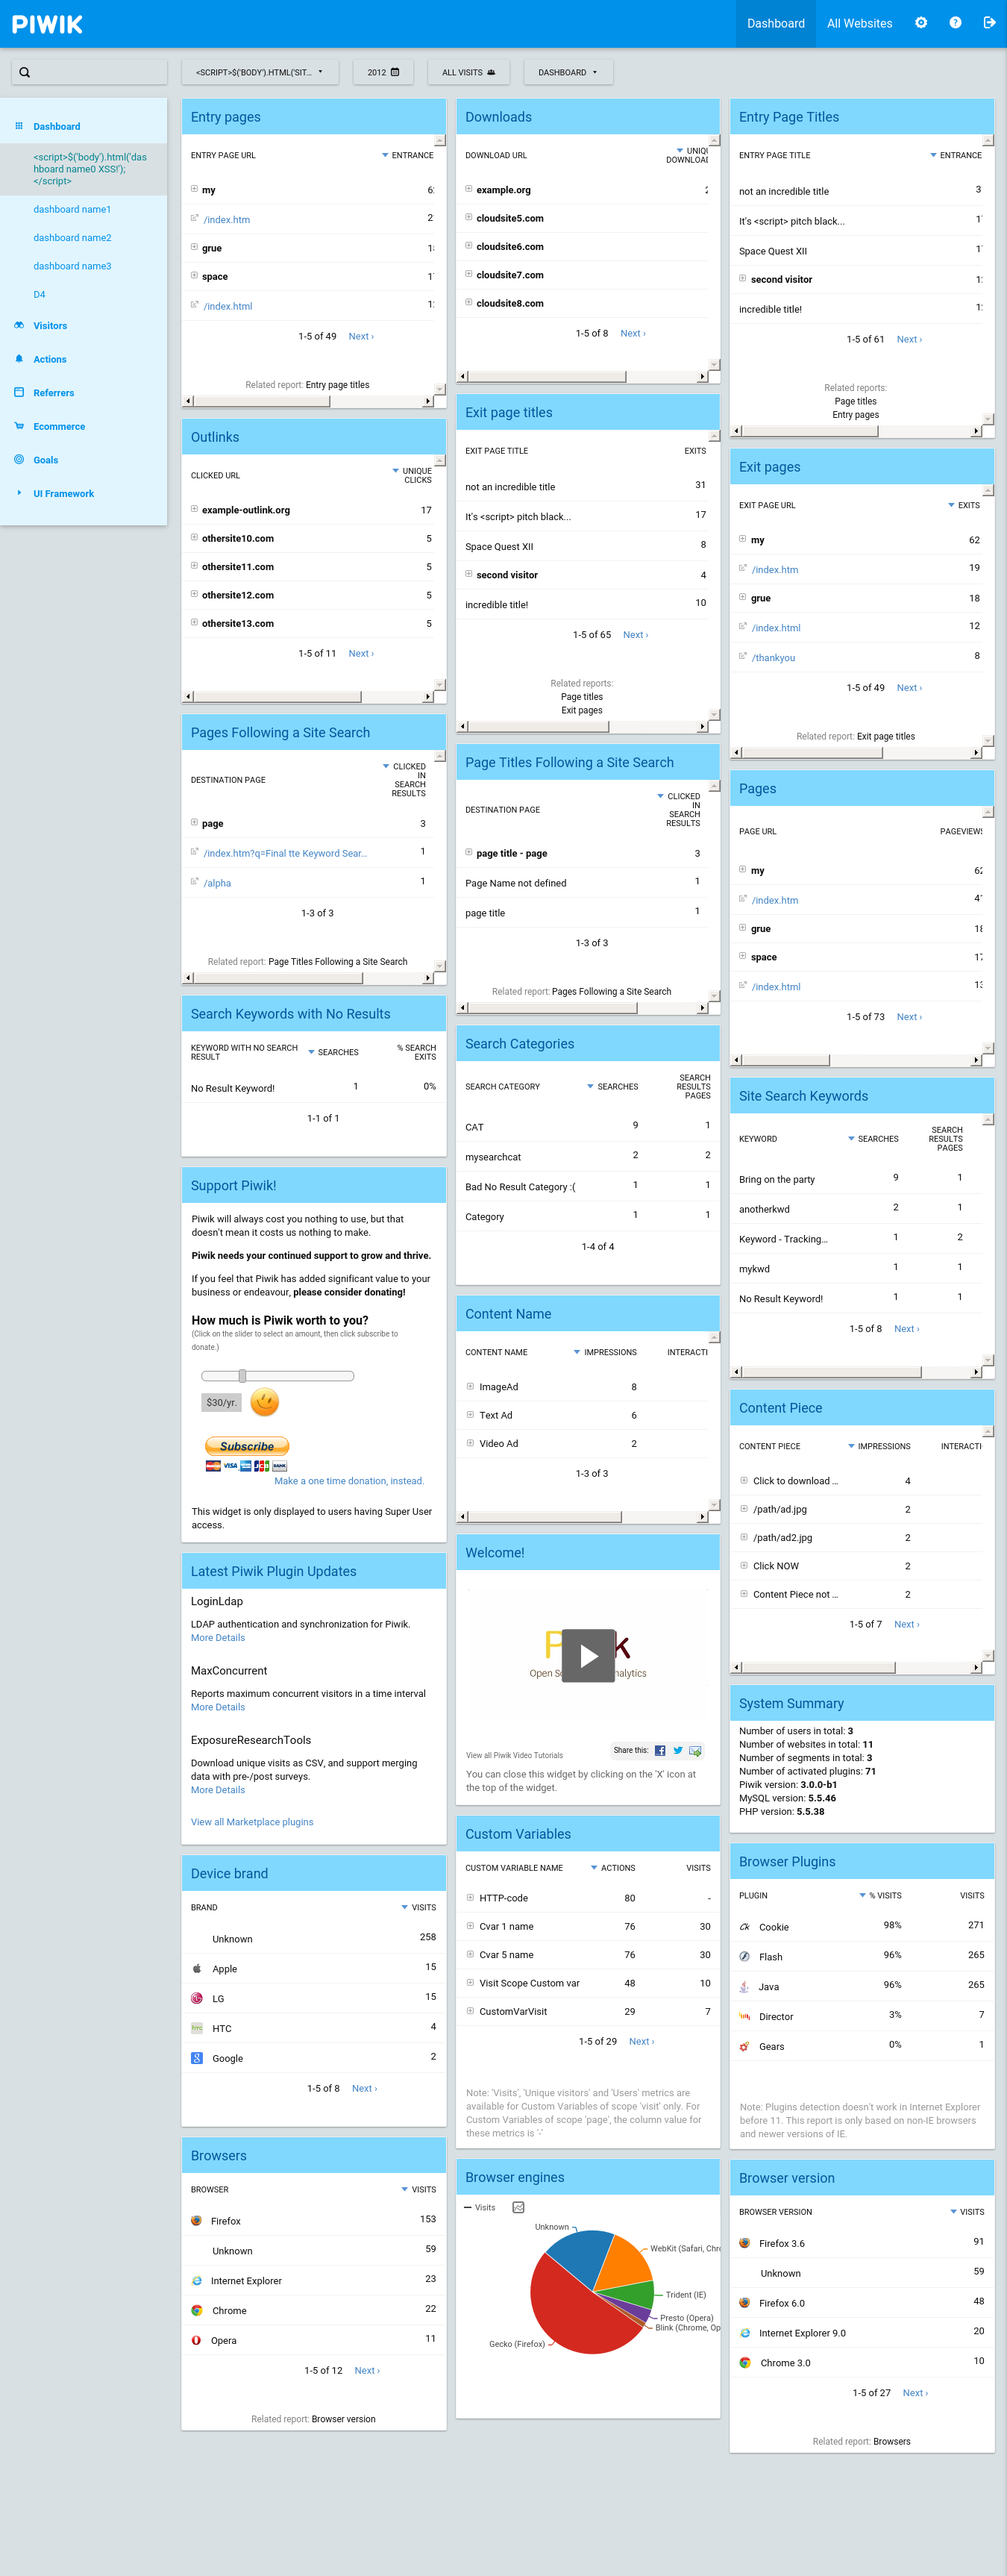 PIWIK
Dashboard All Websites
<SCRIPT>$('BODY').HTML('SIT... 2012 ALL VISITS DASHBOARD
Dashboard
<script>$('body').html('das
hboard name0 XSS!');
</script>
dashboard name1
dashboard name2
dashboard name3
D4
Visitors
Actions
Referrers
Ecommerce
Goals
UI Framework
Entry pages
ENTRY PAGE URL ENTRANCE
my
/index.htm
grue
space
/index.html
1-5 of 49 Next ›
Related report: Entry page titles
Outlinks
CLICKED URL UNIQUE
CLICKS
example-outlink.org 17
othersite10.com 5
othersite11.com 5
othersite12.com 5
othersite13.com 5
1-5 of 11 Next ›
Pages Following a Site Search
DESTINATION PAGE CLICKED
IN
SEARCH
RESULTS
page 3
/index.htm?q=Final tte Keyword Sear... 1
/alpha 1
1-3 of 3
Related report: Page Titles Following a Site Search
Search Keywords with No Results
KEYWORD WITH NO SEARCH
RESULT SEARCHES % SEARCH
EXITS
No Result Keyword! 1 0%
1-1 of 1
Support Piwik!
Piwik will always cost you nothing to use, but that
doesn't mean it costs us nothing to make.
Piwik needs your continued support to grow and thrive.
If you feel that Piwik has added significant value to your
business or endeavour, please consider donating!
How much is Piwik worth to you?
(Click on the slider to select an amount, then click subscribe to
donate.)
$30/yr.
Subscribe
VISA BANK
Make a one time donation, instead.
This widget is only displayed to users having Super User
access.
Latest Piwik Plugin Updates
LoginLdap
LDAP authentication and synchronization for Piwik.
More Details
MaxConcurrent
Reports maximum concurrent visitors in a time interval
More Details
ExposureResearchTools
Download unique visits as CSV, and support merging
data with pre-/post surveys.
More Details
View all Marketplace plugins
Device brand
BRAND VISITS
Unknown 258
Apple 15
LG 15
HTC 4
Google 2
1-5 of 8 Next ›
Browsers
BROWSER VISITS
Firefox 153
Unknown 59
Internet Explorer 23
Chrome 22
Opera 11
1-5 of 12 Next ›
Related report: Browser version
Downloads
DOWNLOAD URL UNIQU
DOWNLOAD
example.org
cloudsite5.com
cloudsite6.com
cloudsite7.com
cloudsite8.com
1-5 of 8 Next ›
Exit page titles
EXIT PAGE TITLE EXITS
not an incredible title 31
It's <script> pitch black... 17
Space Quest XII 8
second visitor 4
incredible title! 10
1-5 of 65 Next ›
Related reports:
Page titles
Exit pages
Page Titles Following a Site Search
DESTINATION PAGE CLICKED
IN
SEARCH
RESULTS
page title - page 3
Page Name not defined 1
page title 1
1-3 of 3
Related report: Pages Following a Site Search
Search Categories
SEARCH CATEGORY SEARCHES SEARCH
RESULTS
PAGES
CAT 9 1
mysearchcat 2 2
Bad No Result Category :( 1 1
Category 1 1
1-4 of 4
Content Name
CONTENT NAME IMPRESSIONS INTERACTI
ImageAd 8
Text Ad 6
Video Ad 2
1-3 of 3
Welcome!
View all Piwik Video Tutorials Share this:
You can close this widget by clicking on the 'X' icon at
the top of the widget.
Custom Variables
CUSTOM VARIABLE NAME ACTIONS VISITS
HTTP-code 80 -
Cvar 1 name 76 30
Cvar 5 name 76 30
Visit Scope Custom var 48 10
CustomVarVisit 29 7
1-5 of 29 Next ›
Note: 'Visits', 'Unique visitors' and 'Users' metrics are
available for Custom Variables of scope 'visit' only. For
Custom Variables of scope 'page', the column value for
these metrics is '-'
Browser engines
Visits
Unknown
WebKit (Safari, Chro
Trident (IE)
Presto (Opera)
Blink (Chrome, Op
Gecko (Firefox)
Entry Page Titles
ENTRY PAGE TITLE ENTRANCE
not an incredible title
It's <script> pitch black...
Space Quest XII
second visitor
incredible title!
1-5 of 61 Next ›
Related reports:
Page titles
Entry pages
Exit pages
EXIT PAGE URL EXITS
my 62
/index.htm 19
grue 18
/index.html 12
/thankyou 8
1-5 of 49 Next ›
Related report: Exit page titles
Pages
PAGE URL PAGEVIEWS
my 62
/index.htm 4
grue 18
space 17
/index.html 13
1-5 of 73 Next ›
Site Search Keywords
KEYWORD SEARCHES SEARCH
RESULTS
PAGES
Bring on the party 9 1
anotherkwd 2 1
Keyword - Tracking... 1 2
mykwd 1 1
No Result Keyword! 1 1
1-5 of 8 Next ›
Content Piece
CONTENT PIECE IMPRESSIONS INTERACTI
Click to download ... 4
/path/ad.jpg 2
/path/ad2.jpg 2
Click NOW 2
Content Piece not ... 2
1-5 of 7 Next ›
System Summary
Number of users in total: 3
Number of websites in total: 11
Number of segments in total: 3
Number of activated plugins: 71
Piwik version: 3.0.0-b1
MySQL version: 5.5.46
PHP version: 5.5.38
Browser Plugins
PLUGIN % VISITS VISITS
Cookie 98% 271
Flash 96% 265
Java 96% 265
Director 3% 7
Gears 0% 1
Note: Plugins detection doesn't work in Internet Explorer
before 11. This report is only based on non-IE browsers
and newer versions of IE.
Browser version
BROWSER VERSION VISITS
Firefox 3.6 91
Unknown 59
Firefox 6.0 48
Internet Explorer 9.0 20
Chrome 3.0 10
1-5 of 27 Next ›
Related report: Browsers